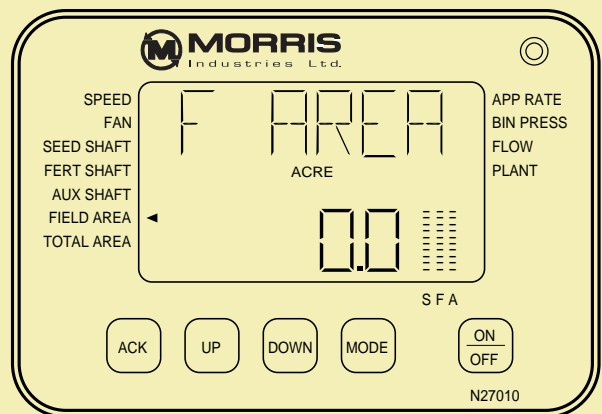 MORRIS
Industries Ltd.
SPEED
FAN
SEED SHAFT
FERT SHAFT
AUX SHAFT
FIELD AREA
TOTAL AREA
F AREA
ACRE
0.0
S F A
APP RATE
BIN PRESS
FLOW
PLANT
ACK
UP
DOWN
MODE
ON
OFF
N27010